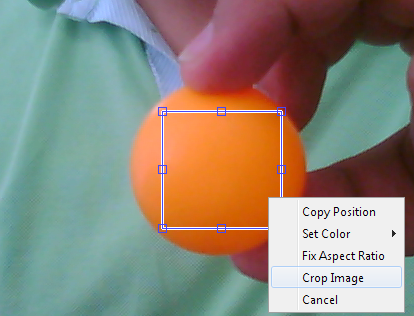 Copy Position
Set Color
Fix Aspect Ratio
Crop Image
Cancel